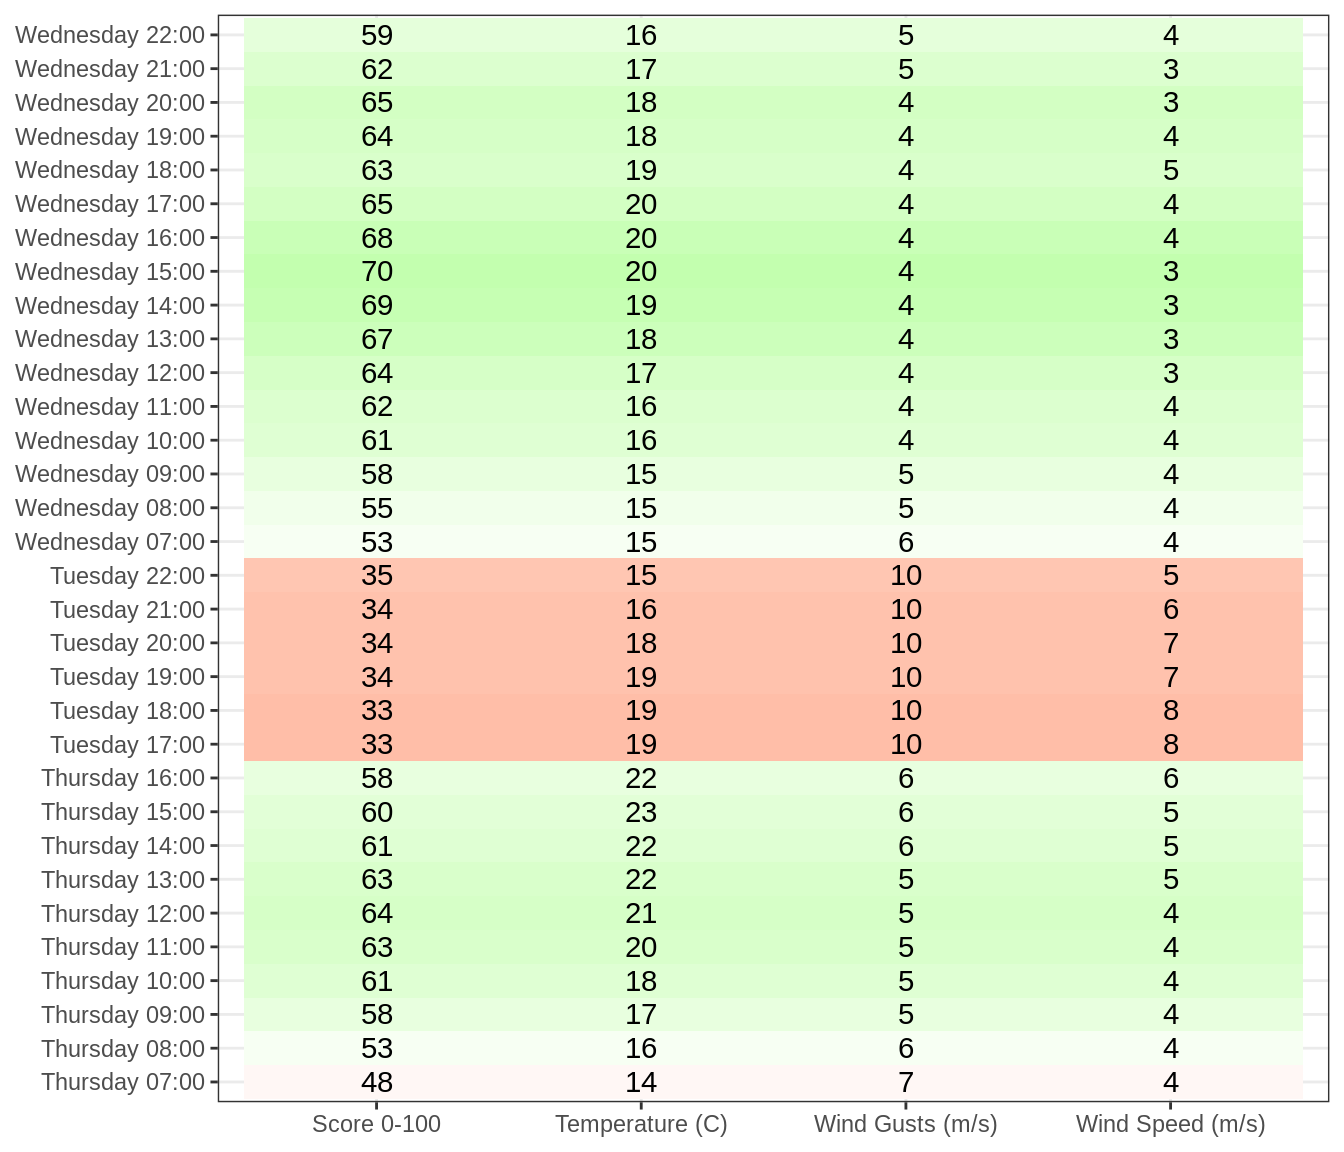 Wednesday 22:00 59 16 5 4
Wednesday 21:00 62 17 5 3
Wednesday 20:00 65 18 4 3
Wednesday 19:00 64 18 4 4
Wednesday 18:00 63 19 4 5
Wednesday 17:00 65 20 4 4
Wednesday 16:00 68 20 4 4
Wednesday 15:00 70 20 4 3
Wednesday 14:00 69 19 4 3
Wednesday 13:00 67 18 4 3
Wednesday 12:00 64 17 4 3
Wednesday 11:00 62 16 4 4
Wednesday 10:00 61 16 4 4
Wednesday 09:00 58 15 5 4
Wednesday 08:00 55 15 5 4
Wednesday 07:00 53 15 6 4
Tuesday 22:00 35 15 10 5
Tuesday 21:00 34 16 10 6
Tuesday 20:00 34 18 10 7
Tuesday 19:00 34 19 10 7
Tuesday 18:00 33 19 10 8
Tuesday 17:00 33 19 10 8
Thursday 16:00 58 22 6 6
Thursday 15:00 60 23 6 5
Thursday 14:00 61 22 6 5
Thursday 13:00 63 22 5 5
Thursday 12:00 64 21 5 4
Thursday 11:00 63 20 5 4
Thursday 10:00 61 18 5 4
Thursday 09:00 58 17 5 4
Thursday 08:00 53 16 6 4
Thursday 07:00 48 14 7 4
Score 0-100 Temperature (C) Wind Gusts (m/s) Wind Speed (m/s)